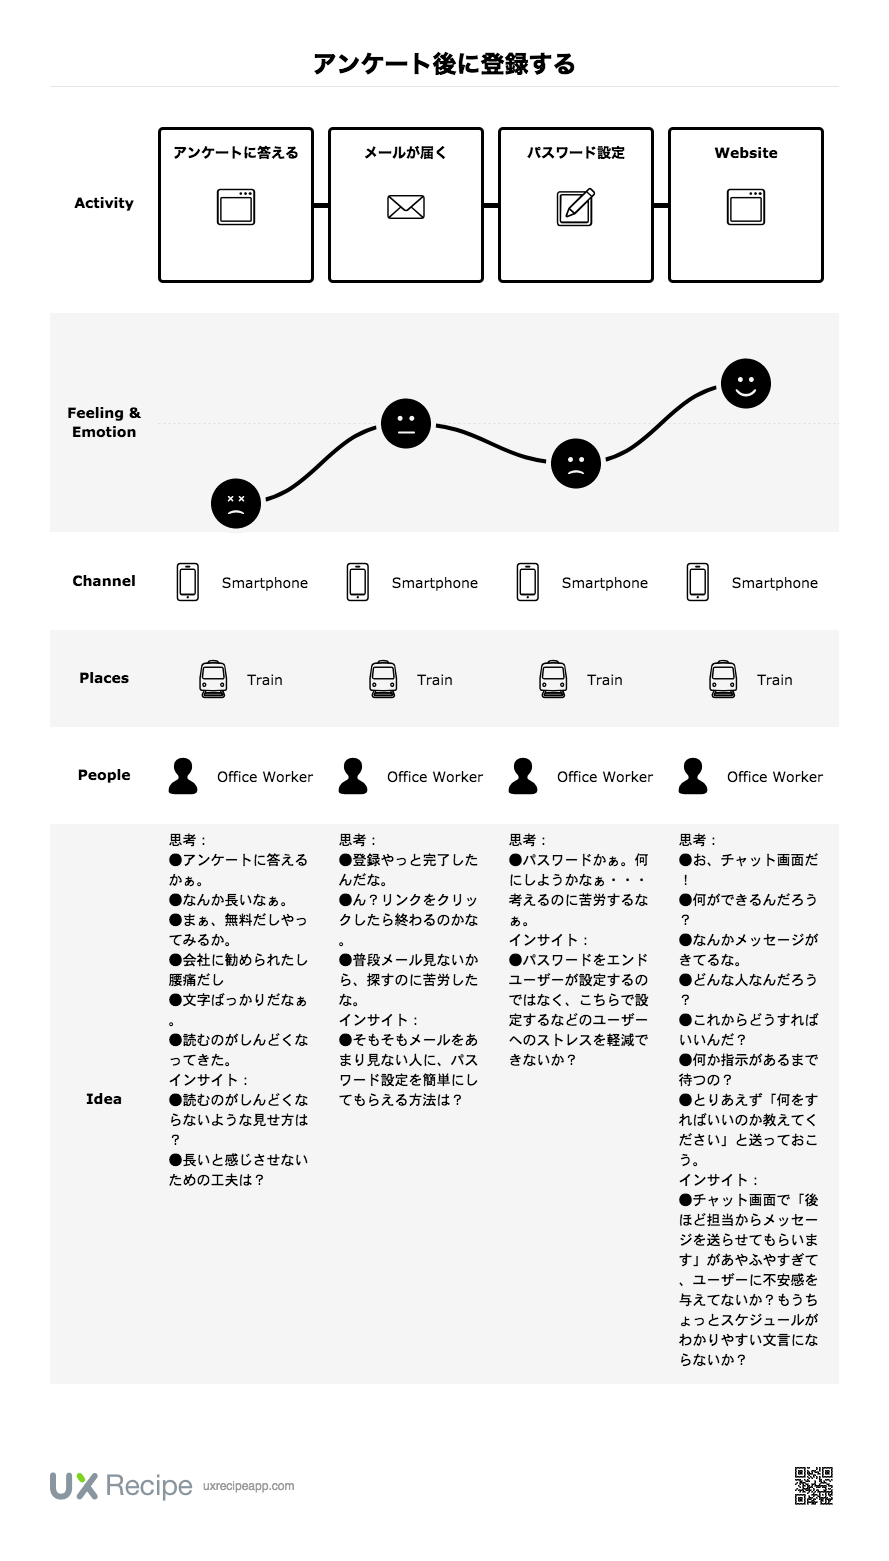 アンケート後に登録する
Activity
アンケートに答える
メールが届く
パスワード設定
Website
Feeling &
Emotion
Channel
Smartphone
Smartphone
Smartphone
Smartphone
Places
Train
Train
Train
Train
People
Office Worker
Office Worker
Office Worker
Office Worker
Idea
思考：
●アンケートに答える
かぁ。
●なんか長いなぁ。
●まぁ、無料だしやっ
てみるか。
●会社に勧められたし
腰痛だし
●文字ばっかりだなぁ
。
●読むのがしんどくな
ってきた。
インサイト：
●読むのがしんどくな
らないような見せ方は
？
●長いと感じさせない
ための工夫は？
思考：
●登録やっと完了した
んだな。
●ん？リンクをクリッ
クしたら終わるのかな
。
●普段メール見ないか
ら、探すのに苦労した
な。
インサイト：
●そもそもメールをあ
まり見ない人に、パス
ワード設定を簡単にし
てもらえる方法は？
思考：
●パスワードかぁ。何
にしようかなぁ・・・
考えるのに苦労するな
ぁ。
インサイト：
●パスワードをエンド
ユーザーが設定するの
ではなく、こちらで設
定するなどのユーザー
へのストレスを軽減で
きないか？
思考：
●お、チャット画面だ
！
●何ができるんだろう
？
●なんかメッセージが
きてるな。
●どんな人なんだろう
？
●これからどうすれば
いいんだ？
●何か指示があるまで
待つの？
●とりあえず「何をす
ればいいのか教えてく
ださい」と送っておこ
う。
インサイト：
●チャット画面で「後
ほど担当からメッセー
ジを送らせてもらいま
す」があやふやすぎて
、ユーザーに不安感を
与えてないか？もうち
ょっとスケジュールが
わかりやすい文言にな
らないか？
UX Recipe uxrecipeapp.com